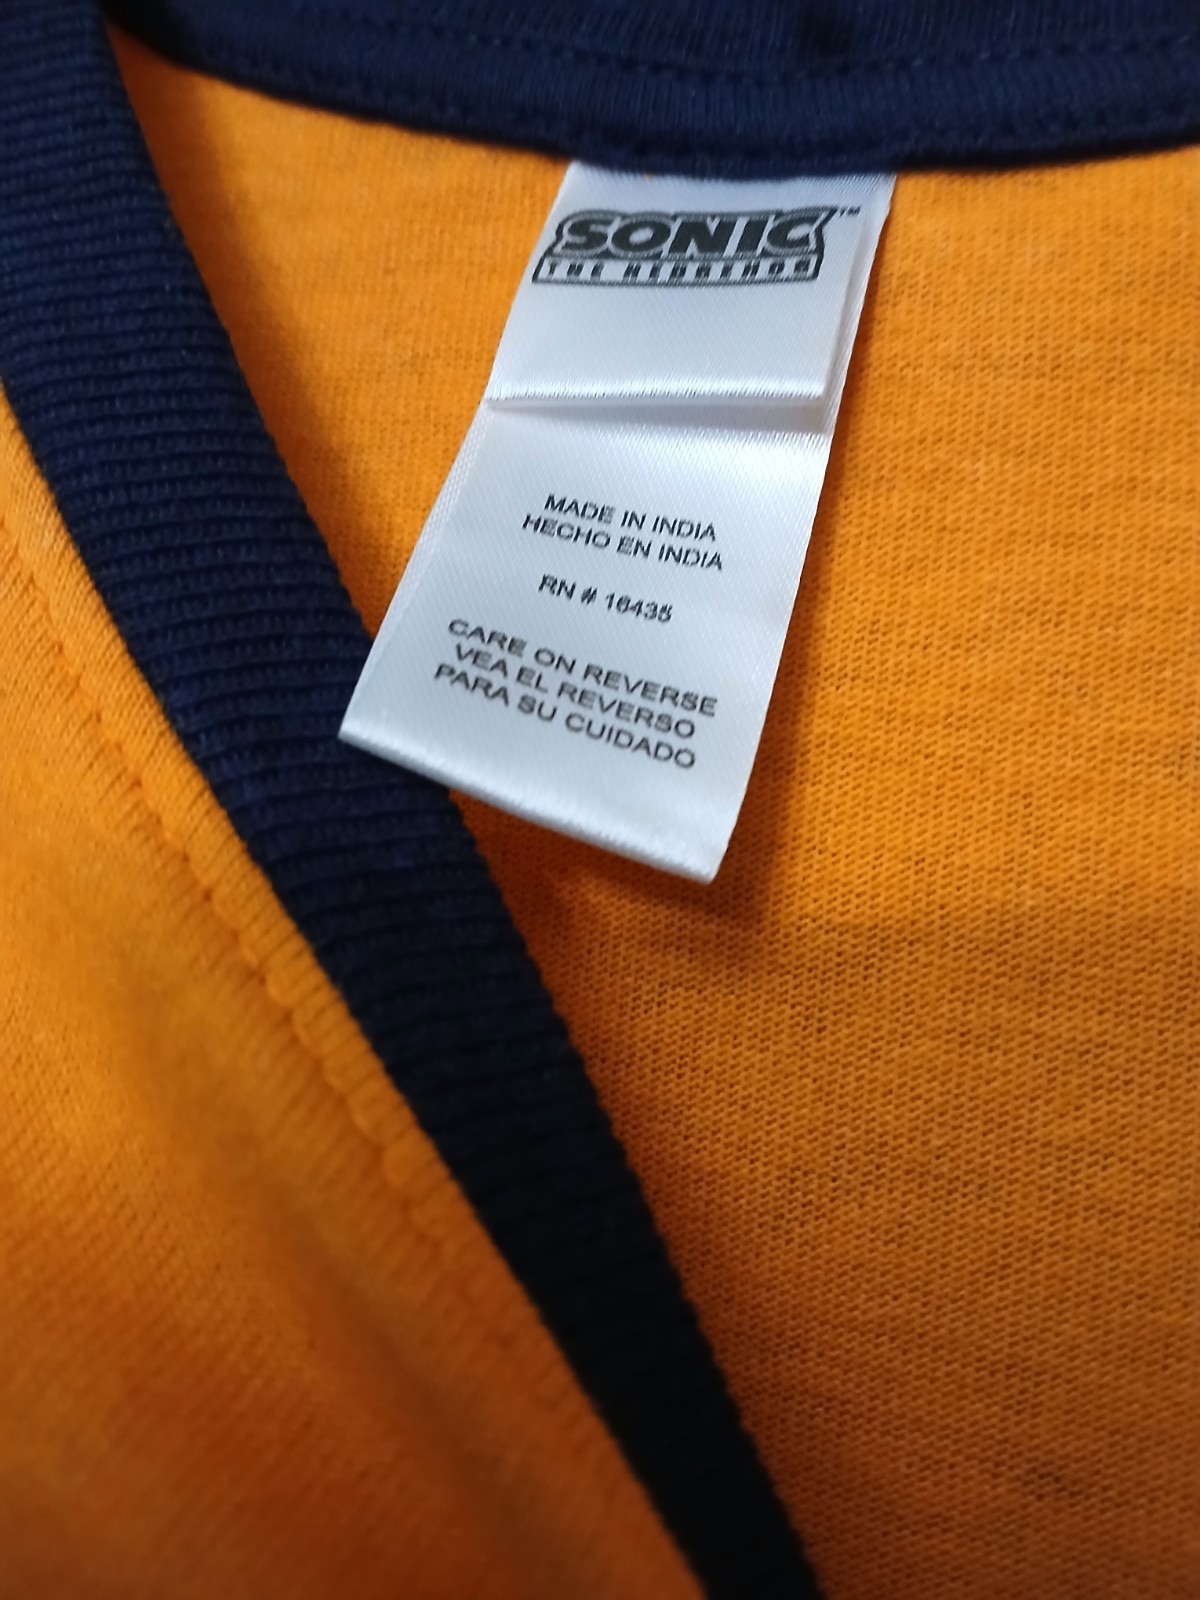 SONIC™
THE HEDGEHOG
MADE IN INDIA
HECHO EN INDIA
RN # 16435
CARE ON REVERSE
VEA EL REVERSO
PARA SU CUIDADO